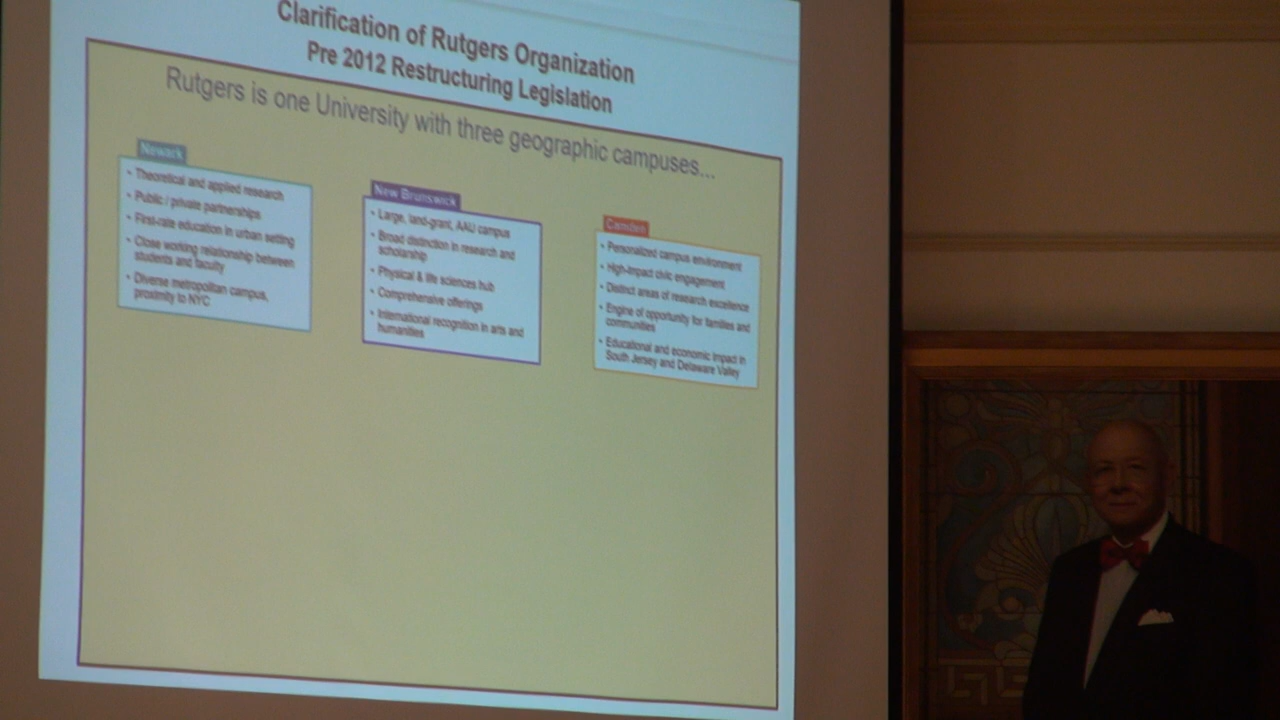 Clarification of Rutgers Organization
Pre 2012 Restructuring Legislation
Rutgers is one University with three geographic campuses...
Newark
• Theoretical and applied research
• Public / private partnerships
• First-rate education in urban setting
• Close working relationship between
students and faculty
• Diverse metropolitan campus,
proximity to NYC
New Brunswick
• Large, land-grant, AAU campus
• Broad distinction in research and
scholarship
• Physical & life sciences hub
• Comprehensive offerings
• International recognition in arts and
humanities
Camden
• Personalized campus environment
• High-impact civic engagement
• Distinct areas of research excellence
• Engine of opportunity for families and
communities
• Educational and economic impact in
South Jersey and Delaware Valley